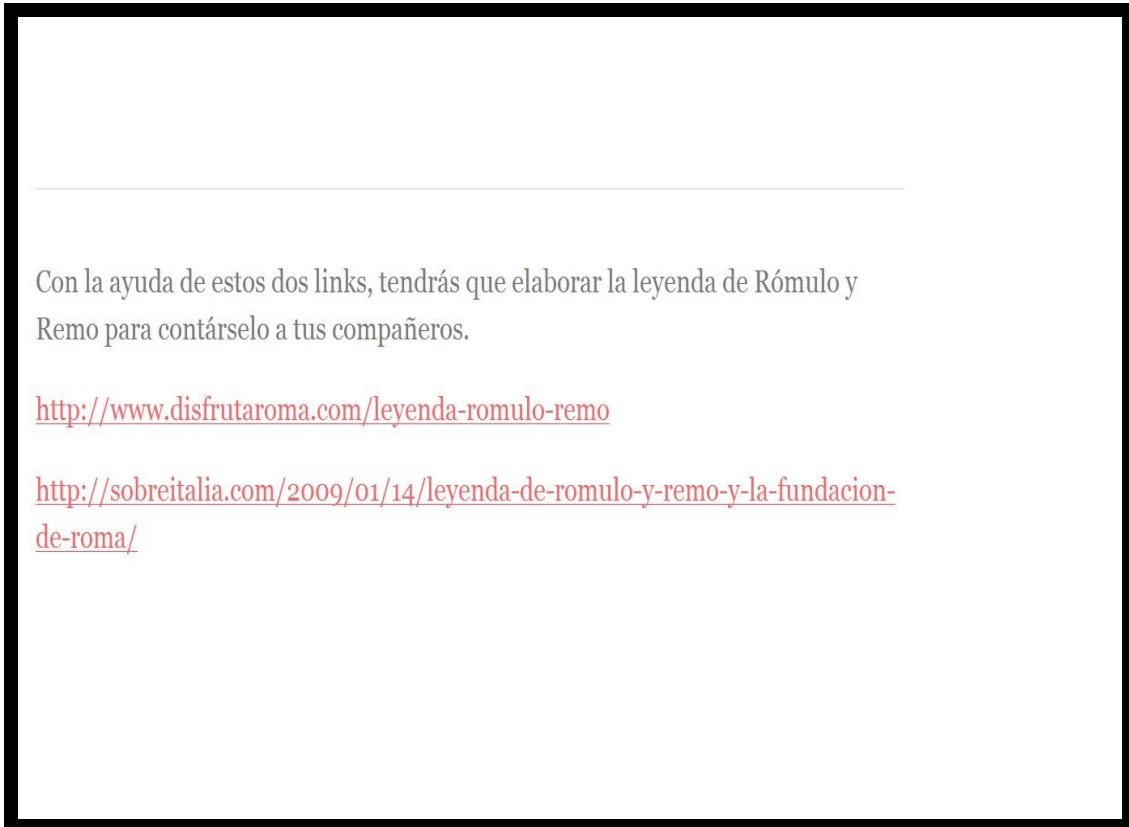 Con la ayuda de estos dos links, tendrás que elaborar la leyenda de Rómulo y
Remo para contárselo a tus compañeros.
http://www.disfrutaroma.com/leyenda-romulo-remo
http://sobreitalia.com/2009/01/14/leyenda-de-romulo-y-remo-y-la-fundacion-
de-roma/